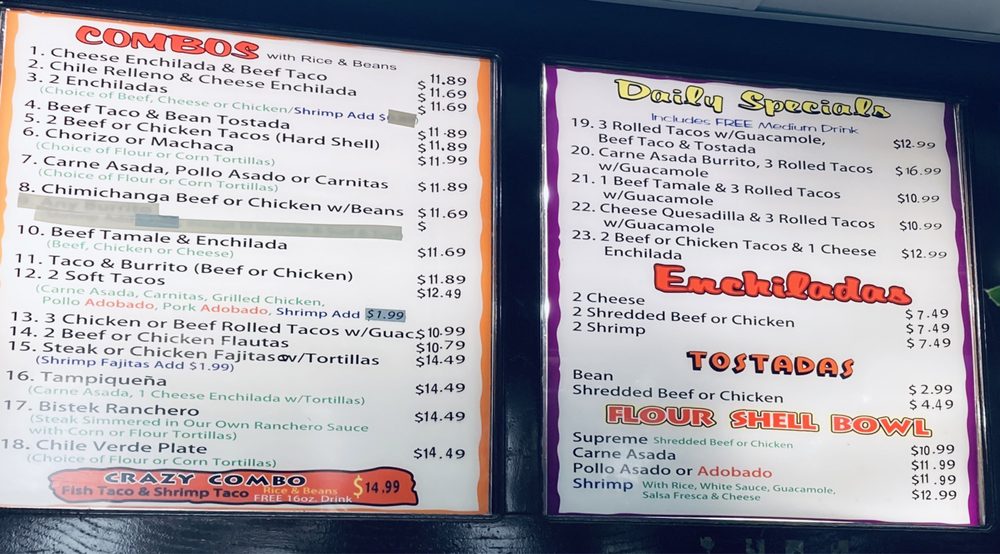 COMBOS with Rice & Beans
1. Cheese Enchilada & Beef Taco $11.89
2. Chile Relleno & Cheese Enchilada $11.69
3. 2 Enchiladas $11.69
(Choice of Beef, Cheese or Chicken/Shrimp Add $
4. Beef Taco & Bean Tostada $11.89
5. 2 Beef or Chicken Tacos (Hard Shell) $11.89
6. Chorizo or Machaca $11.99
(Choice of Flour or Corn Tortillas)
7. Carne Asada, Pollo Asado or Carnitas $11.89
(Choice of Flour or Corn Tortillas)
8. Chimichanga Beef or Chicken w/Beans $11.69
$
10. Beef Tamale & Enchilada $11.69
(Beef, Chicken or Cheese)
11. Taco & Burrito (Beef or Chicken) $11.89
12. 2 Soft Tacos $12.49
(Carne Asada, Carnitas, Grilled Chicken,
Pollo Adobado, Pork Adobado, Shrimp Add $1.99
13. 3 Chicken or Beef Rolled Tacos w/Guac $10.99
14. 2 Beef or Chicken Flautas $10.79
15. Steak or Chicken Fajitas w/Tortillas $14.49
(Shrimp Fajitas Add $1.99)
16. Tampiqueña $14.49
(Carne Asada, 1 Cheese Enchilada w/Tortillas)
17. Bistek Ranchero $14.49
(Steak Simmered in Our Own Ranchero Sauce
with Corn or Flour Tortillas)
18. Chile Verde Plate $14.49
(Choice of Flour or Corn Tortillas)
CRAZY COMBO
Fish Taco & Shrimp Taco Rice & Beans $14.99
FREE 16oz. Drink
Daily Specials
Includes FREE Medium Drink
19. 3 Rolled Tacos w/Guacamole, $12.99
Beef Taco & Tostada
20. Carne Asada Burrito, 3 Rolled Tacos $16.99
w/Guacamole
21. 1 Beef Tamale & 3 Rolled Tacos $10.99
w/Guacamole
22. Cheese Quesadilla & 3 Rolled Tacos $10.99
w/Guacamole
23. 2 Beef or Chicken Tacos & 1 Cheese $12.99
Enchilada
Enchiladas
2 Cheese $7.49
2 Shredded Beef or Chicken $7.49
2 Shrimp $7.49
TOSTADAS
Bean $2.99
Shredded Beef or Chicken $4.49
FLOUR SHELL BOWL
Supreme Shredded Beef or Chicken $10.99
Carne Asada $11.99
Pollo Asado or Adobado $11.99
Shrimp With Rice, White Sauce, Guacamole, $12.99
Salsa Fresca & Cheese